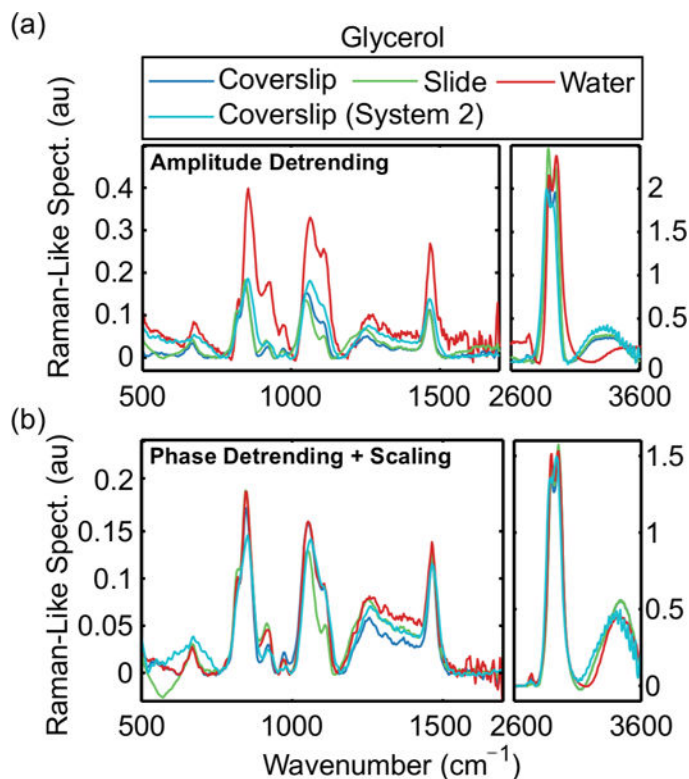 (a)
Glycerol
Coverslip Slide Water
Coverslip (System 2)
Raman-Like Spect. (au)
Amplitude Detrending
0.4
0.3
0.2
0.1
0
2
1.5
1
0.5
0
500 1000 1500 2600 3600
(b)
Raman-Like Spect. (au)
Phase Detrending + Scaling
0.2
0.15
0.1
0.05
0
1.5
1
0.5
0
500 1000 1500 2600 3600
Wavenumber (cm⁻¹)